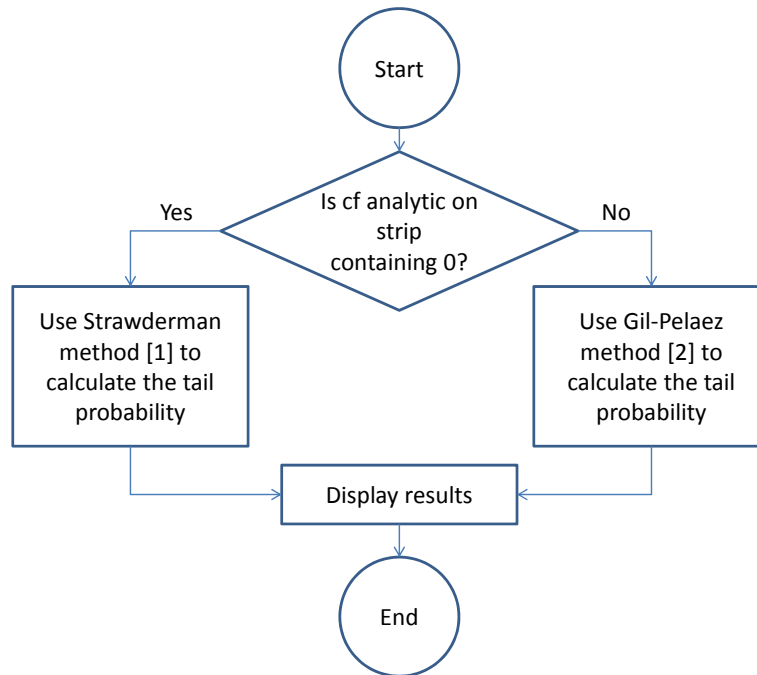 Start
Is cf analytic on
strip
containing 0?
Yes
No
Use Strawderman
method [1] to
calculate the tail
probability
Use Gil-Pelaez
method [2] to
calculate the tail
probability
Display results
End